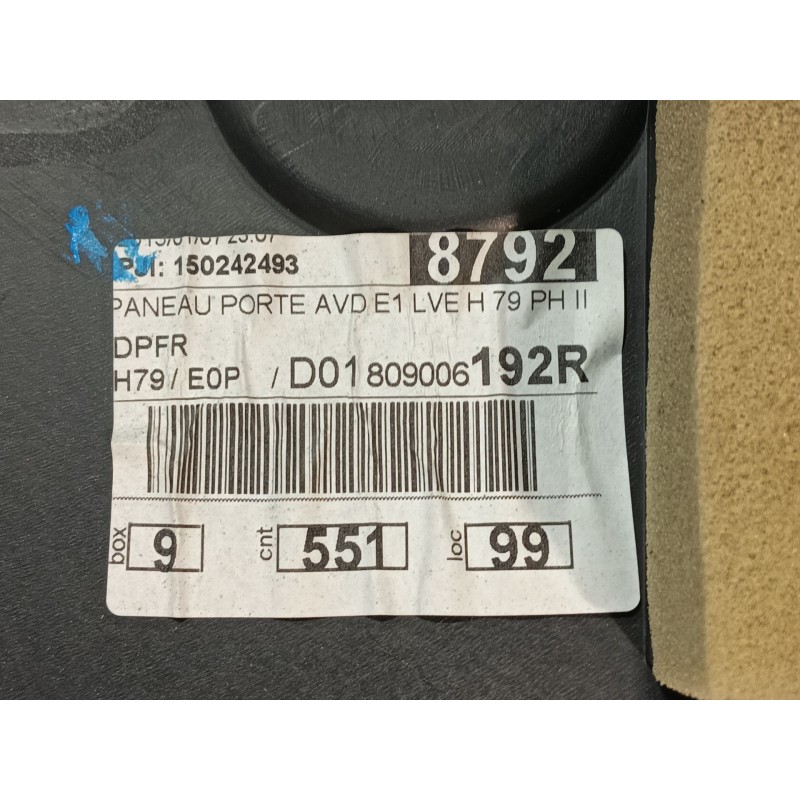 PJI: 150242493
8792
PANEAU PORTE AVD E1 LVE H 79 PH II
DPFR
H79/ E0P / D01 809006192R
box 9 cnt 551 loc 99